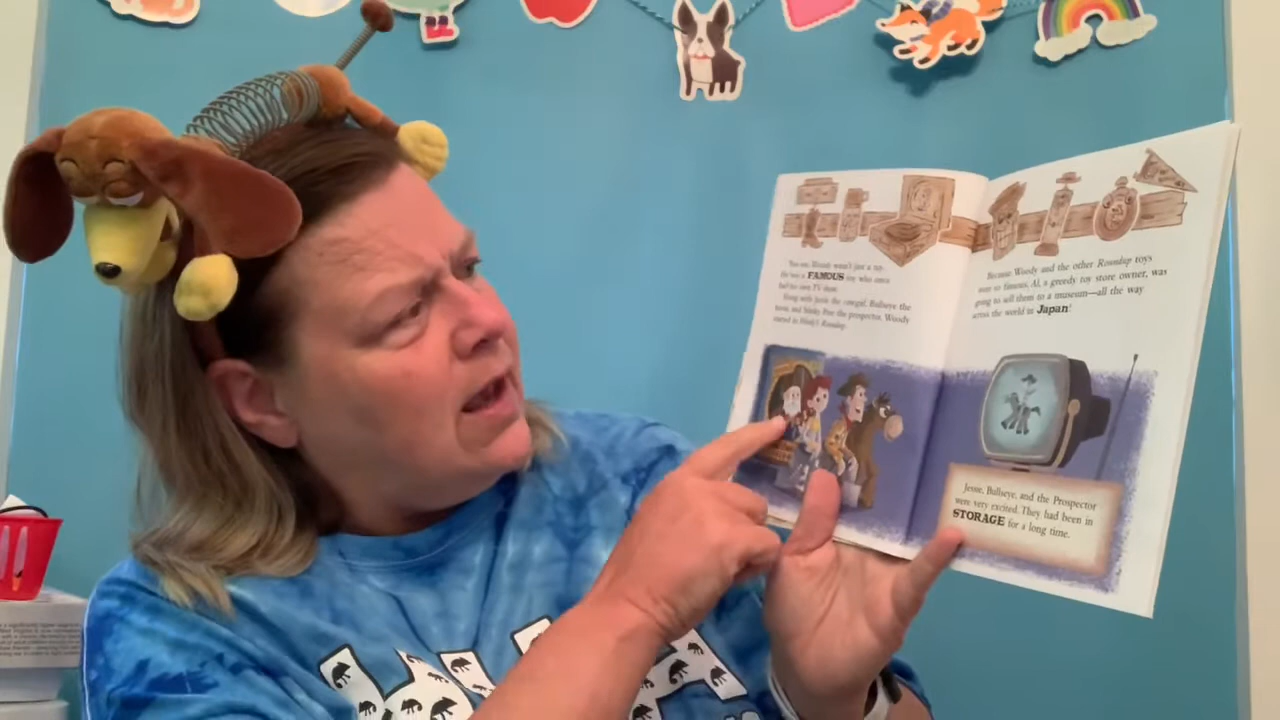 You see, Woody wasn't just a toy.
He was a FAMOUS toy who once
had his own TV show.
Along with Jessie the cowgirl, Bullseye the
horse, and Stinky Pete the prospector, Woody
starred in Woody's Roundup.
Because Woody and the other Roundup toys
were so famous, Al, a greedy toy store owner, was
going to sell them to a museum—all the way
across the world in Japan!
Jessie, Bullseye, and the Prospector
were very excited. They had been in
STORAGE for a long time.